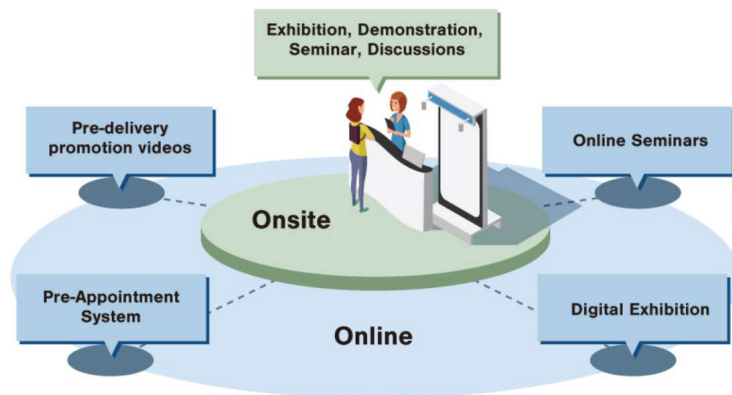 Exhibition, Demonstration,
Seminar, Discussions
Pre-delivery
promotion videos
Online Seminars
Onsite
Pre-Appointment
System
Digital Exhibition
Online